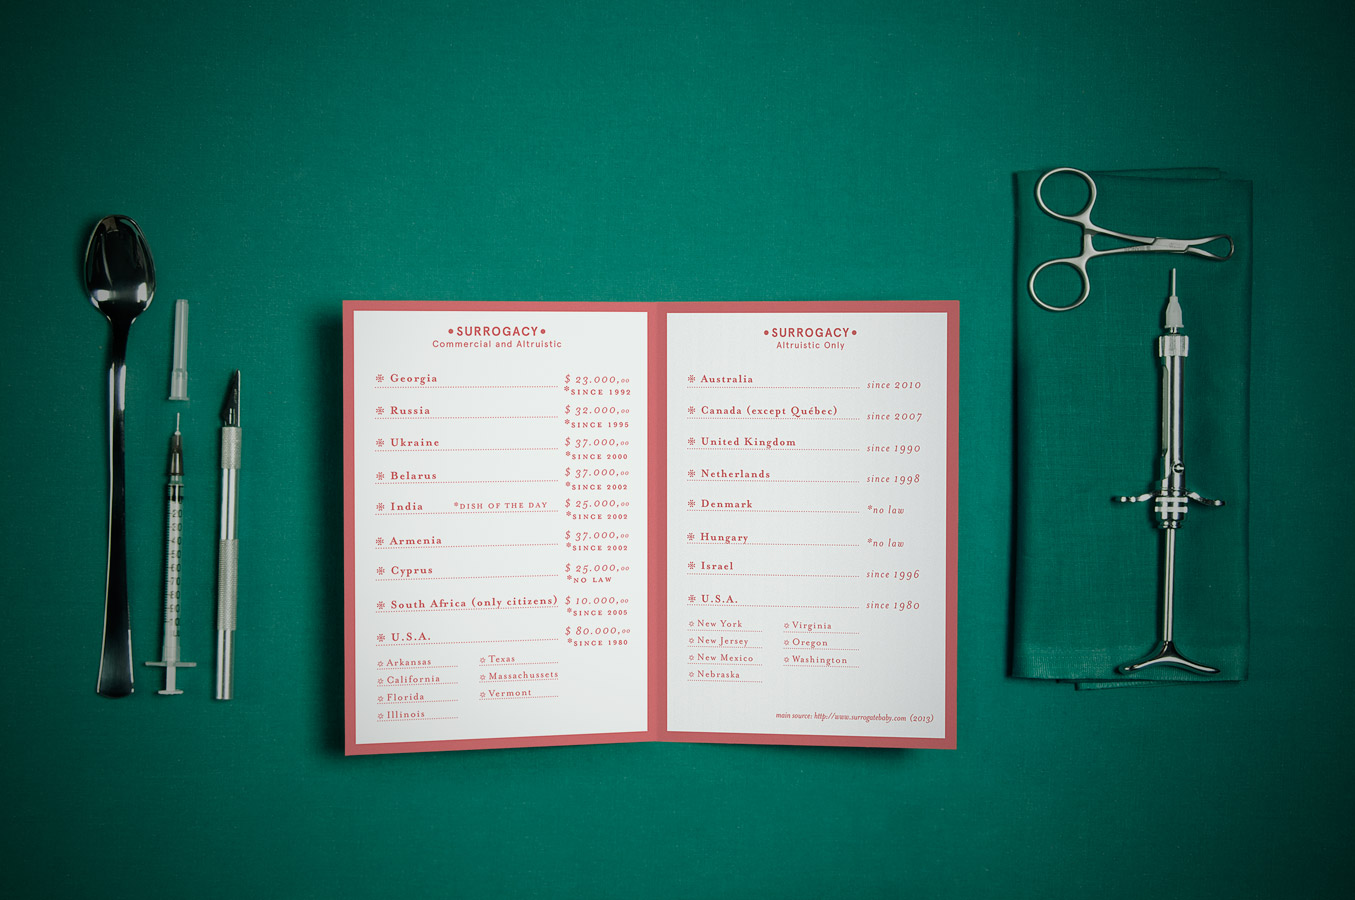 •SURROGACY•
Commercial and Altruistic
Georgia $ 23.000,00
*SINCE 1992
Russia $ 32.000,00
*SINCE 1995
Ukraine $ 37.000,00
*SINCE 2000
Belarus $ 37.000,00
*SINCE 2002
India *DISH OF THE DAY $ 25.000,00
*SINCE 2002
Armenia $ 37.000,00
*SINCE 2002
Cyprus $ 25.000,00
*NO LAW
South Africa (only citizens) $ 10.000,00
*SINCE 2005
U.S.A. $ 80.000,00
*SINCE 1980
Arkansas
California
Florida
Illinois
Texas
Massachussets
Vermont
•SURROGACY•
Altruistic Only
Australia since 2010
Canada (except Québec) since 2007
United Kingdom since 1990
Netherlands since 1998
Denmark *no law
Hungary *no law
Israel since 1996
U.S.A. since 1980
New York
New Jersey
New Mexico
Nebraska
Virginia
Oregon
Washington
main source: http://www.surrogatebaby.com (2013)